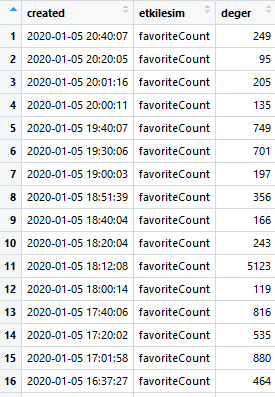 created etkilesim deger
1 2020-01-05 20:40:07 favoriteCount 249
2 2020-01-05 20:20:05 favoriteCount 95
3 2020-01-05 20:01:16 favoriteCount 205
4 2020-01-05 20:00:11 favoriteCount 135
5 2020-01-05 19:40:07 favoriteCount 749
6 2020-01-05 19:30:06 favoriteCount 701
7 2020-01-05 19:00:03 favoriteCount 197
8 2020-01-05 18:51:39 favoriteCount 356
9 2020-01-05 18:40:04 favoriteCount 166
10 2020-01-05 18:20:04 favoriteCount 243
11 2020-01-05 18:12:08 favoriteCount 5123
12 2020-01-05 18:00:14 favoriteCount 119
13 2020-01-05 17:40:06 favoriteCount 816
14 2020-01-05 17:20:02 favoriteCount 535
15 2020-01-05 17:01:58 favoriteCount 880
16 2020-01-05 16:37:27 favoriteCount 464